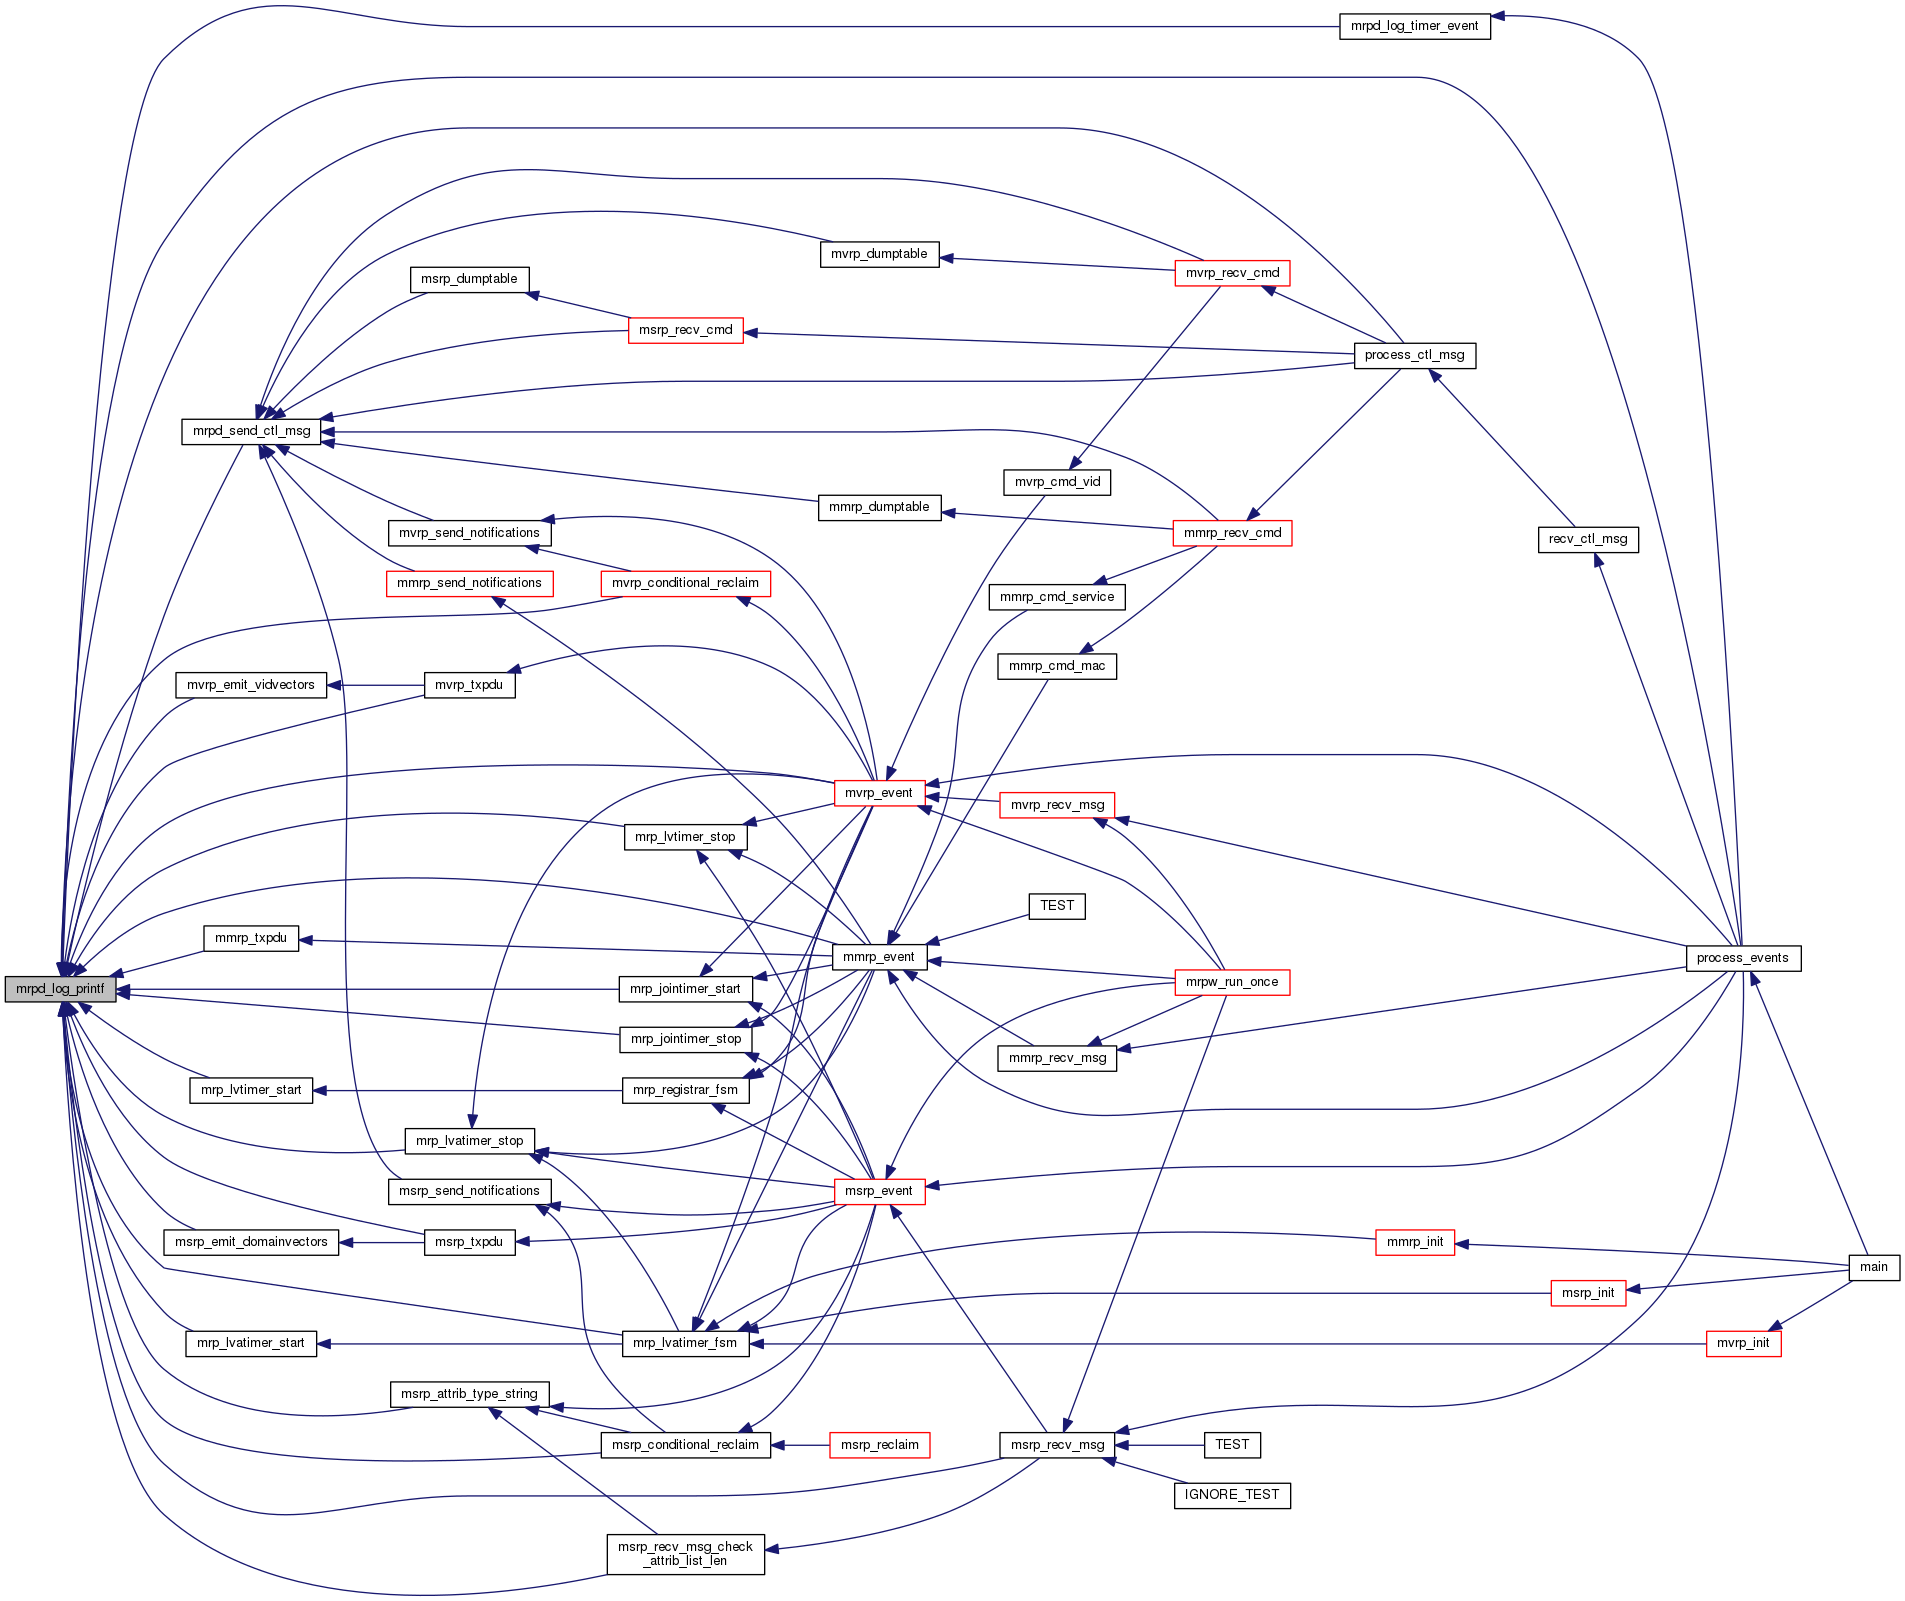 mrpd_log_timer_event
mvrp_dumptable
mvrp_recv_cmd
msrp_dumptable
msrp_recv_cmd
process_ctl_msg
mrpd_send_ctl_msg
mvrp_cmd_vid
mmrp_dumptable
mvrp_send_notifications
mmrp_recv_cmd
recv_ctl_msg
mmrp_send_notifications
mvrp_conditional_reclaim
mmrp_cmd_service
mmrp_cmd_mac
mvrp_emit_vidvectors
mvrp_txpdu
mvrp_event
mvrp_recv_msg
mrp_lvtimer_stop
TEST
mmrp_txpdu
mmrp_event
process_events
mrpd_log_printf
mrp_jointimer_start
mrpw_run_once
mrp_jointimer_stop
mmrp_recv_msg
mrp_lvtimer_start
mrp_registrar_fsm
mrp_lvatimer_stop
msrp_send_notifications
msrp_event
msrp_emit_domainvectors
msrp_txpdu
mmrp_init
main
msrp_init
mrp_lvatimer_start
mrp_lvatimer_fsm
mvrp_init
msrp_attrib_type_string
msrp_conditional_reclaim
msrp_reclaim
msrp_recv_msg
TEST
IGNORE_TEST
msrp_recv_msg_check
_attrib_list_len